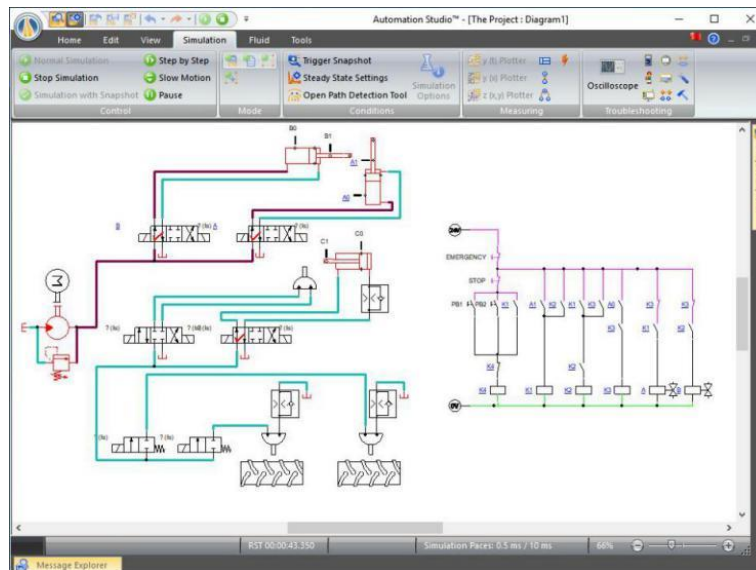 Automation Studio™ - [The Project : Diagram1]
Home Edit View Simulation Fluid Tools
Normal Simulation
Stop Simulation
Simulation with Snapshot
Control
Step by Step
Slow Motion
Pause
Mode
Trigger Snapshot
Steady State Settings
Open Path Detection Tool
Simulation Options
Conditions
y (t) Plotter
y (x) Plotter
z (x,y) Plotter
Measuring
Oscilloscope
Troubleshooting
B0
B1
A1
A0
B
A
C0
C1
M
EMERGENCY
STOP
PB1 PB2 K1 A1 K2 K1 K3 A0 K3 K3
K3 K1 K2
K4 K2
K4 K1 K2 K3 A B
0V
RST 00:00:43.350
Simulation Paces: 0.5 ms / 10 ms
66%
Message Explorer